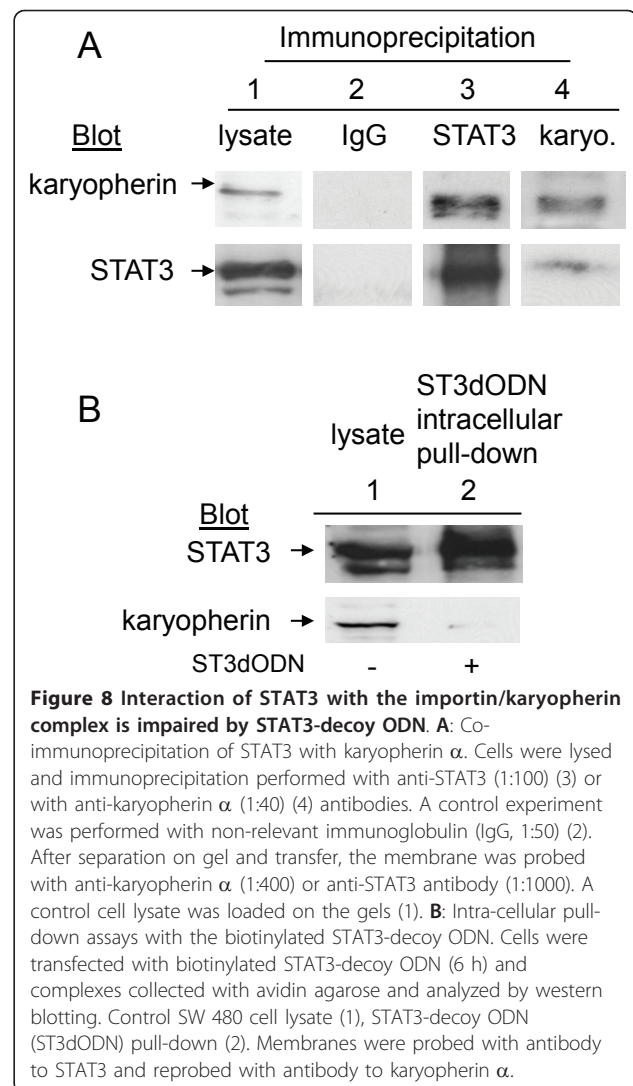 A
Immunoprecipitation
1 2 3 4
Blot lysate IgG STAT3 karyo.
karyopherin
STAT3
B
ST3dODN
lysate intracellular
pull-down
1 2
Blot
STAT3
karyopherin
ST3dODN - +
Figure 8 Interaction of STAT3 with the importin/karyopherin
complex is impaired by STAT3-decoy ODN. A: Co-
immunoprecipitation of STAT3 with karyopherin α. Cells were lysed
and immunoprecipitation performed with anti-STAT3 (1:100) (3) or
with anti-karyopherin α (1:40) (4) antibodies. A control experiment
was performed with non-relevant immunoglobulin (IgG, 1:50) (2).
After separation on gel and transfer, the membrane was probed
with anti-karyopherin α (1:400) or anti-STAT3 antibody (1:1000). A
control cell lysate was loaded on the gels (1). B: Intra-cellular pull-
down assays with the biotinylated STAT3-decoy ODN. Cells were
transfected with biotinylated STAT3-decoy ODN (6 h) and
complexes collected with avidin agarose and analyzed by western
blotting. Control SW 480 cell lysate (1), STAT3-decoy ODN
(ST3dODN) pull-down (2). Membranes were probed with antibody
to STAT3 and reprobed with antibody to karyopherin α.